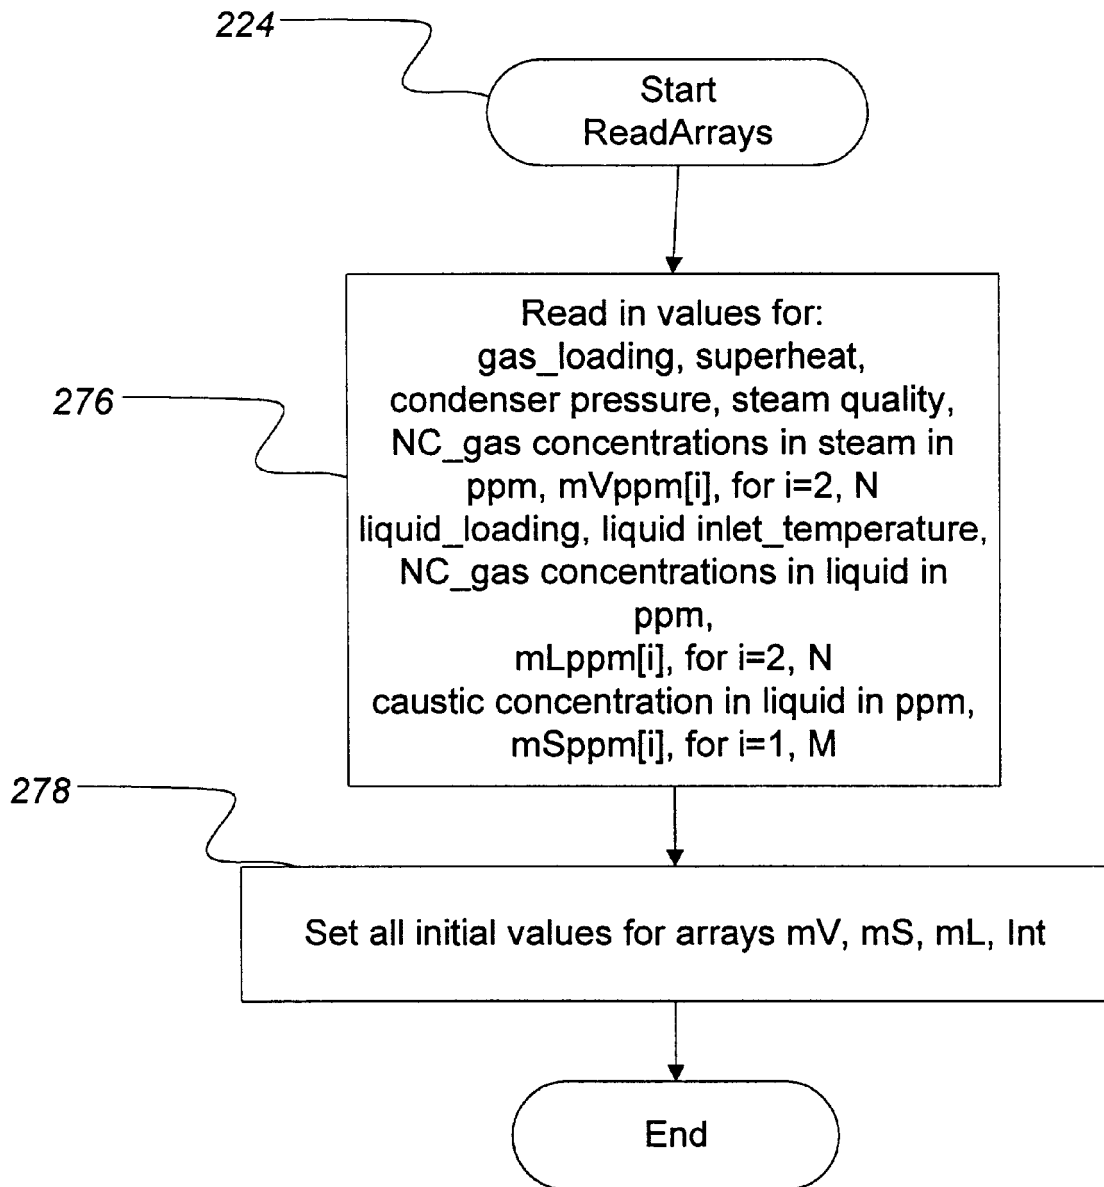 224
Start
ReadArrays
276
Read in values for:
gas_loading, superheat,
condenser pressure, steam quality,
NC_gas concentrations in steam in
ppm, mVppm[i], for i=2, N
liquid_loading, liquid inlet_temperature,
NC_gas concentrations in liquid in
ppm,
mLppm[i], for i=2, N
caustic concentration in liquid in ppm,
mSppm[i], for i=1, M
278
Set all initial values for arrays mV, mS, mL, Int
End